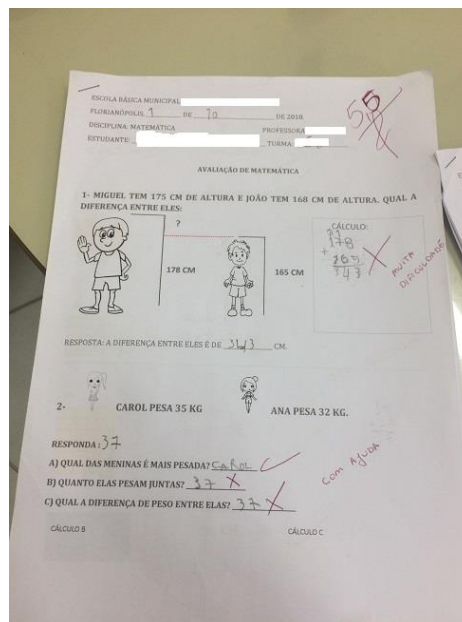 ESCOLA BÁSICA MUNICIPAL
FLORIANÓPOLIS, 1 DE 10 DE 2018
DISCIPLINA: MATEMÁTICA PROFESSORA
ESTUDANTE: TURMA:
AVALIAÇÃO DE MATEMÁTICA
1- MIGUEL TEM 175 CM DE ALTURA E JOÃO TEM 168 CM DE ALTURA. QUAL A
DIFERENÇA ENTRE ELES:
?
178 CM
165 CM
CÁLCULO:
178
+
165
343
MUITA
DIFICULDADE
RESPOSTA: A DIFERENÇA ENTRE ELES É DE CM.
2- CAROL PESA 35 KG ANA PESA 32 KG.
RESPONDA: 37
A) QUAL DAS MENINAS É MAIS PESADA? CAROL
B) QUANTO ELAS PESAM JUNTAS? 37
C) QUAL A DIFERENÇA DE PESO ENTRE ELAS? 37
COM AJUDA
CÁLCULO B CÁLCULO C